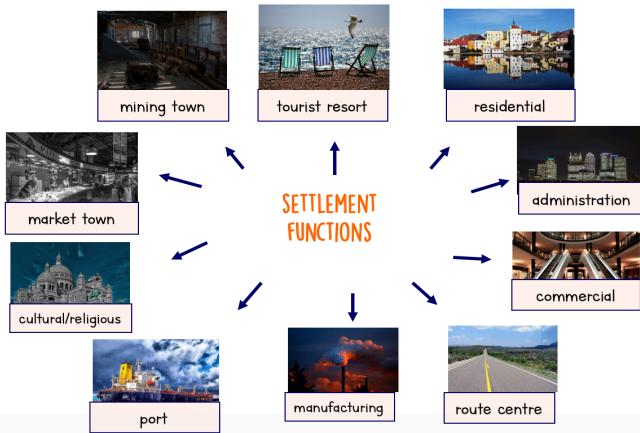 mining town
tourist resort
residential
market town
SETTLEMENT
FUNCTIONS
administration
cultural/religious
commercial
port
manufacturing
route centre